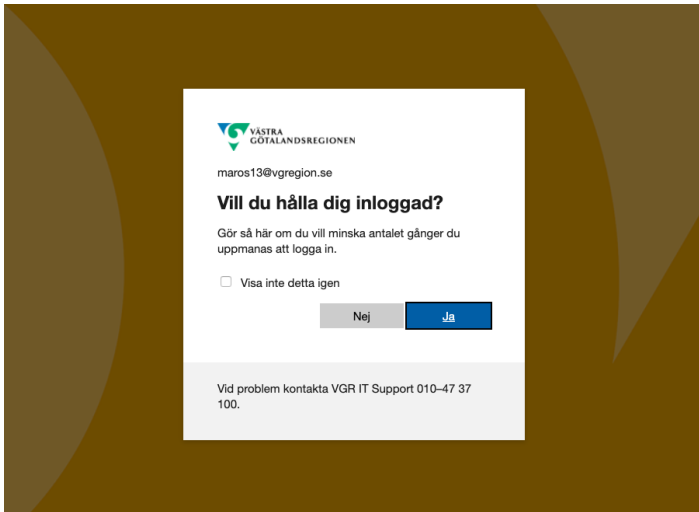 VÄSTRA
GÖTALANDSREGIONEN
maros13@vgregion.se
Vill du hålla dig inloggad?
Gör så här om du vill minska antalet gånger du
uppmanas att logga in.
Visa inte detta igen
Nej Ja
Vid problem kontakta VGR IT Support 010–47 37
100.